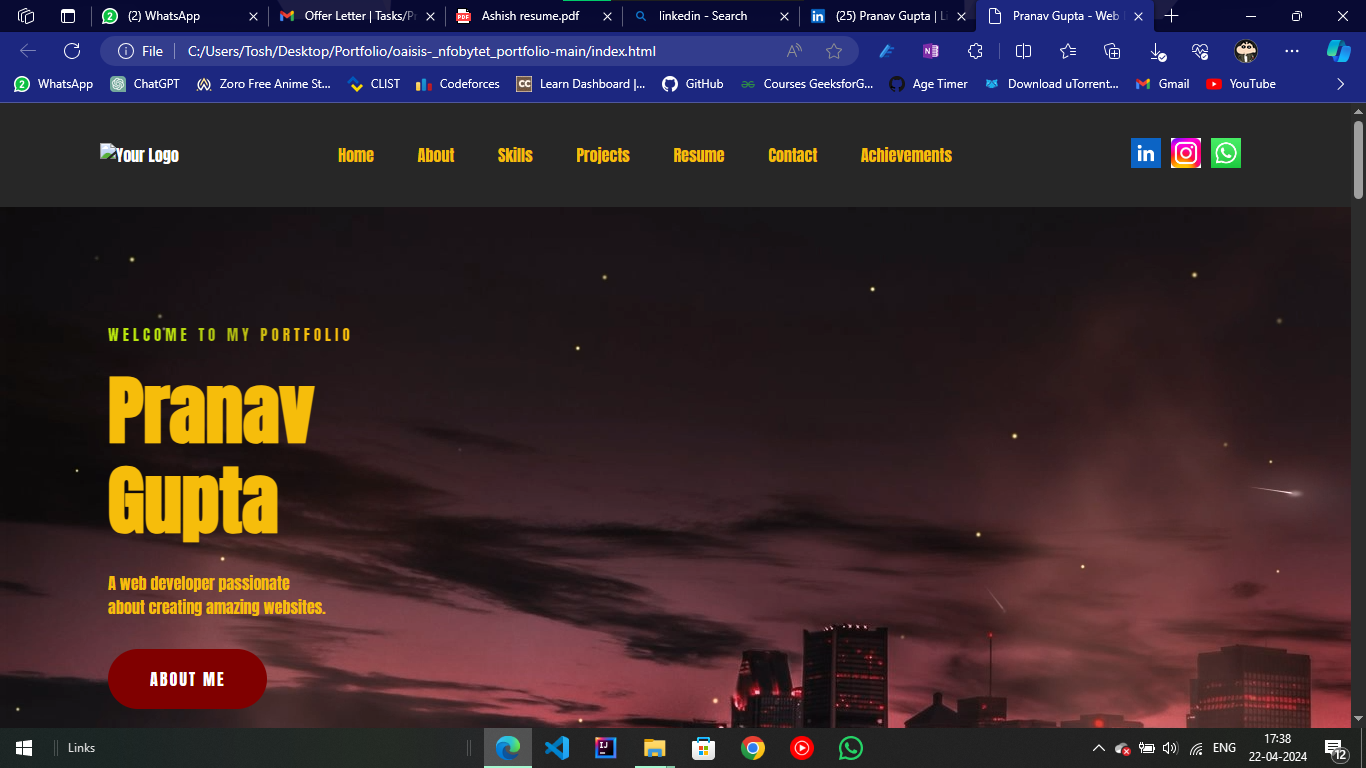 (2) WhatsApp
Offer Letter | Tasks/P
Ashish resume.pdf
linkedin - Search
(25) Pranav Gupta | Li
Pranav Gupta - Web
File
C:/Users/Tosh/Desktop/Portfolio/oaisis-_nfobytet_portfolio-main/index.html
WhatsApp
ChatGPT
Zoro Free Anime St...
CLIST
Codeforces
Learn Dashboard |...
GitHub
Courses GeeksforG...
Age Timer
Download uTorrent...
Gmail
YouTube
Your Logo
Home
About
Skills
Projects
Resume
Contact
Achievements
WELCOME TO MY PORTFOLIO
Pranav
Gupta
A web developer passionate
about creating amazing websites.
ABOUT ME
Links
ENG
17:38
22-04-2024
12